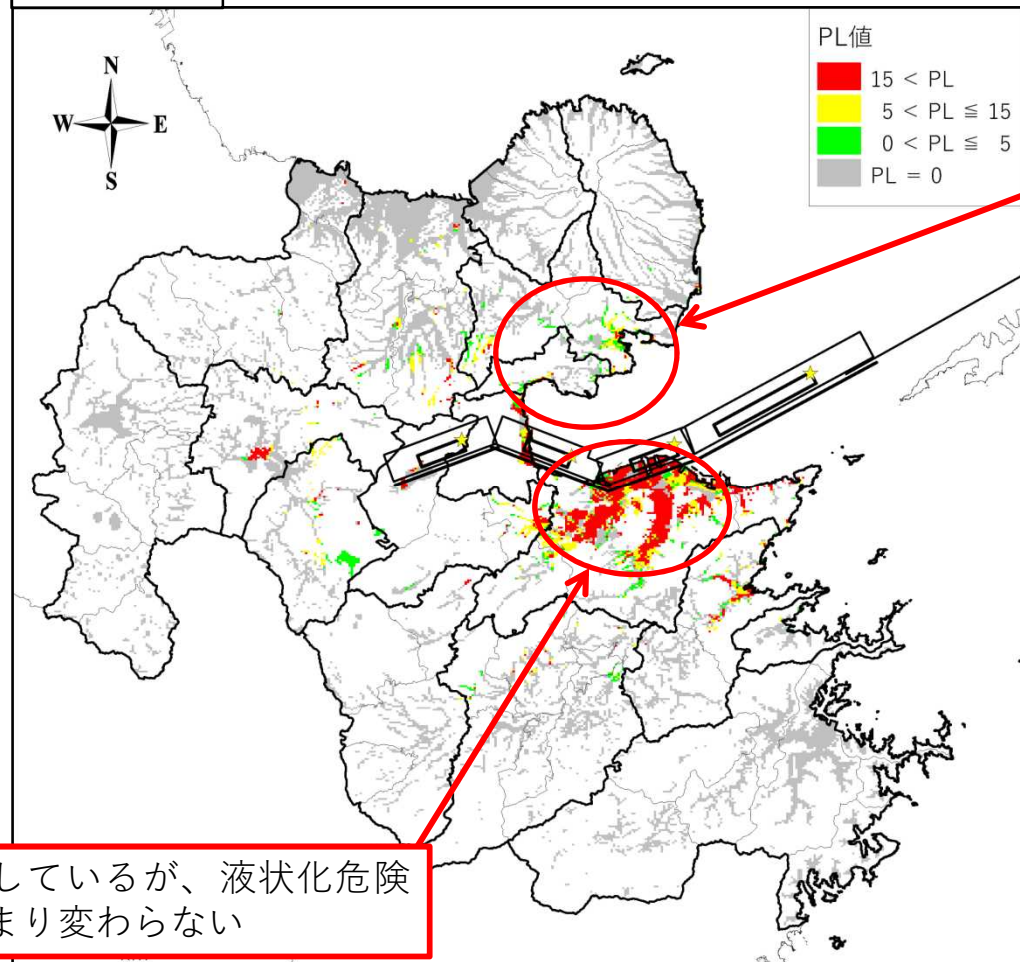 PL値
15 < PL
5 < PL ≦ 15
0 < PL ≦ 5
PL = 0
N
W E
S
しているが、液状化危険
まり変わらない